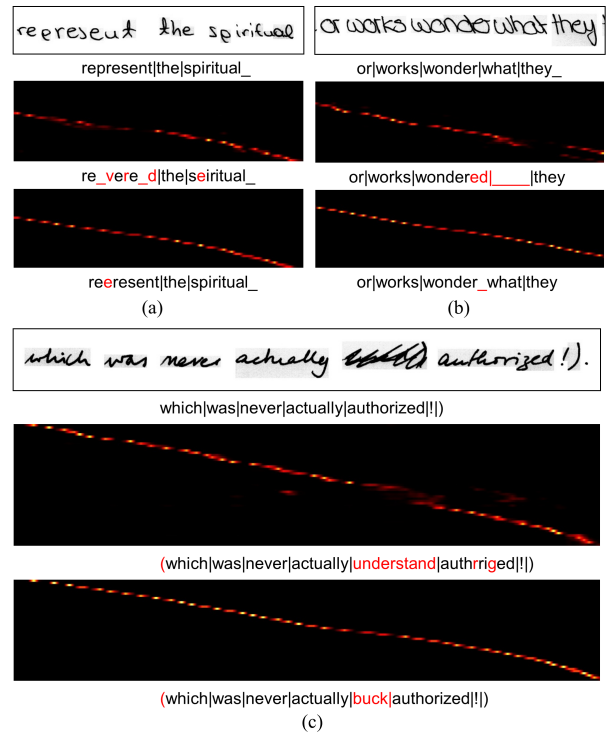 represent the spiritual
represent|the|spiritual_
re_vere_d|the|seiritual_
reeresent|the|spiritual_
(a)
. or works wonder what they
or|works|wonder|what|they_
or|works|wondered|____|they
or|works|wonder_what|they
(b)
which was never actually authorized!).
which|was|never|actually|authorized|!|)
(which|was|never|actually|understand|authrriged|!|)
(which|was|never|actually|buck|authorized|!|)
(c)